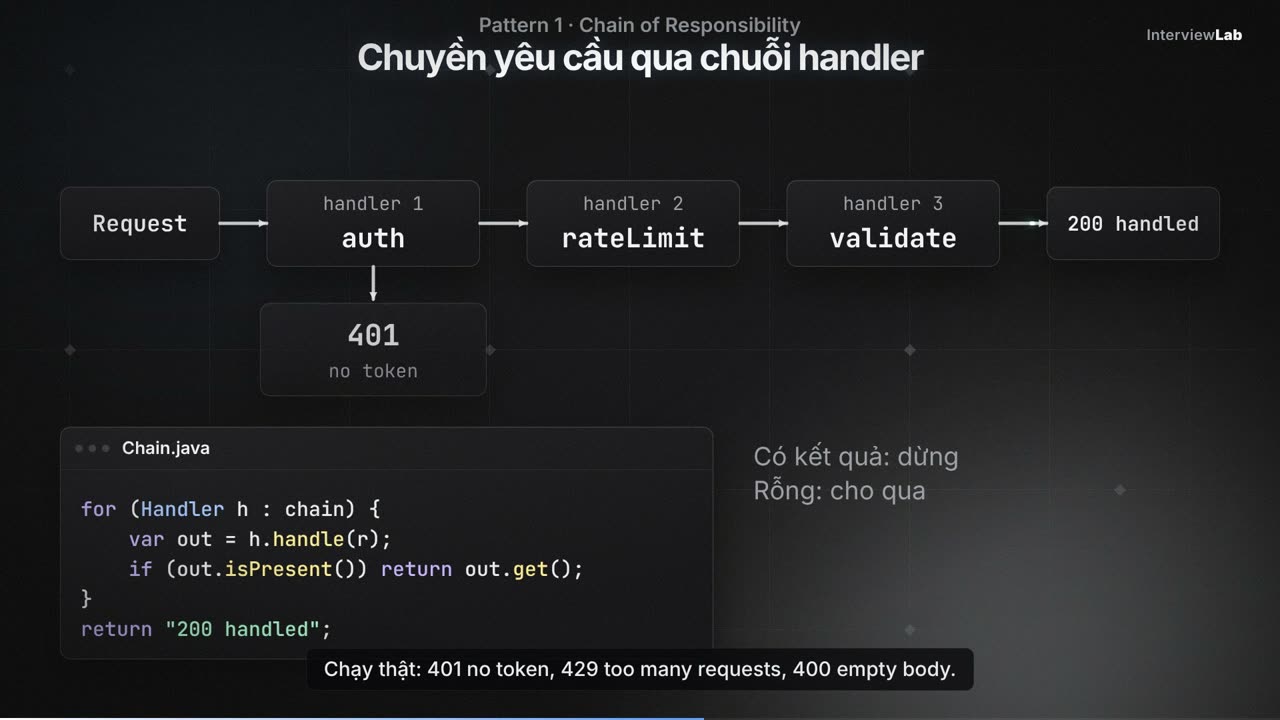 Pattern 1 · Chain of Responsibility
Chuyền yêu cầu qua chuỗi handler
InterviewLab
Request
handler 1
auth
handler 2
rateLimit
handler 3
validate
200 handled
401
no token
Chain.java
for (Handler h : chain) {
    var out = h.handle(r);
    if (out.isPresent()) return out.get();
}
return "200 handled";
Có kết quả: dừng
Rỗng: cho qua
Chạy thật: 401 no token, 429 too many requests, 400 empty body.